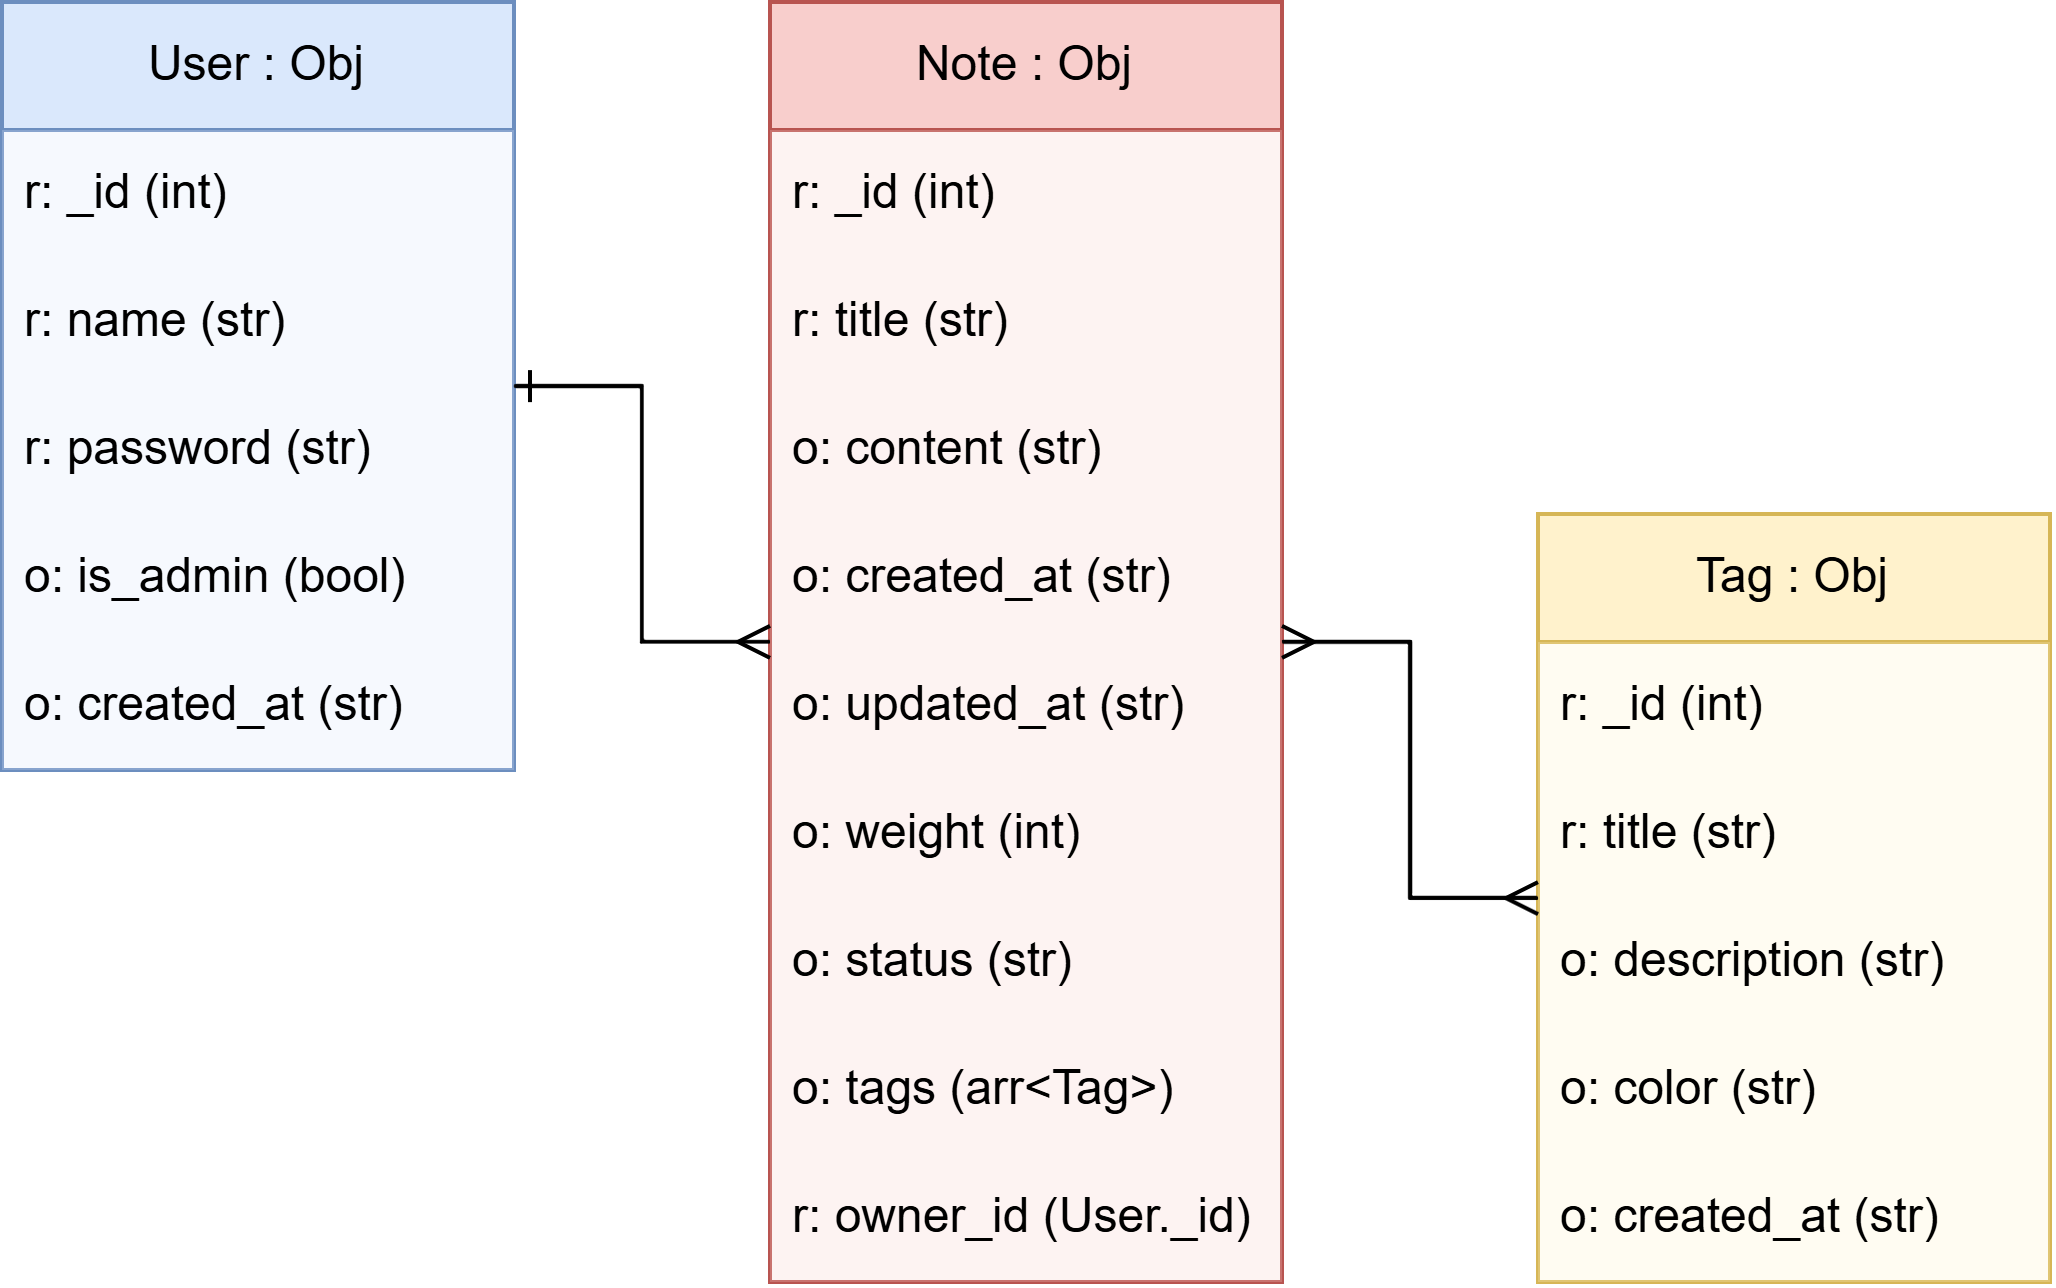 User : Obj
r: _id (int)
r: name (str)
r: password (str)
o: is_admin (bool)
o: created_at (str)
Note : Obj
r: _id (int)
r: title (str)
o: content (str)
o: created_at (str)
o: updated_at (str)
o: weight (int)
o: status (str)
o: tags (arr<Tag>)
r: owner_id (User._id)
Tag : Obj
r: _id (int)
r: title (str)
o: description (str)
o: color (str)
o: created_at (str)